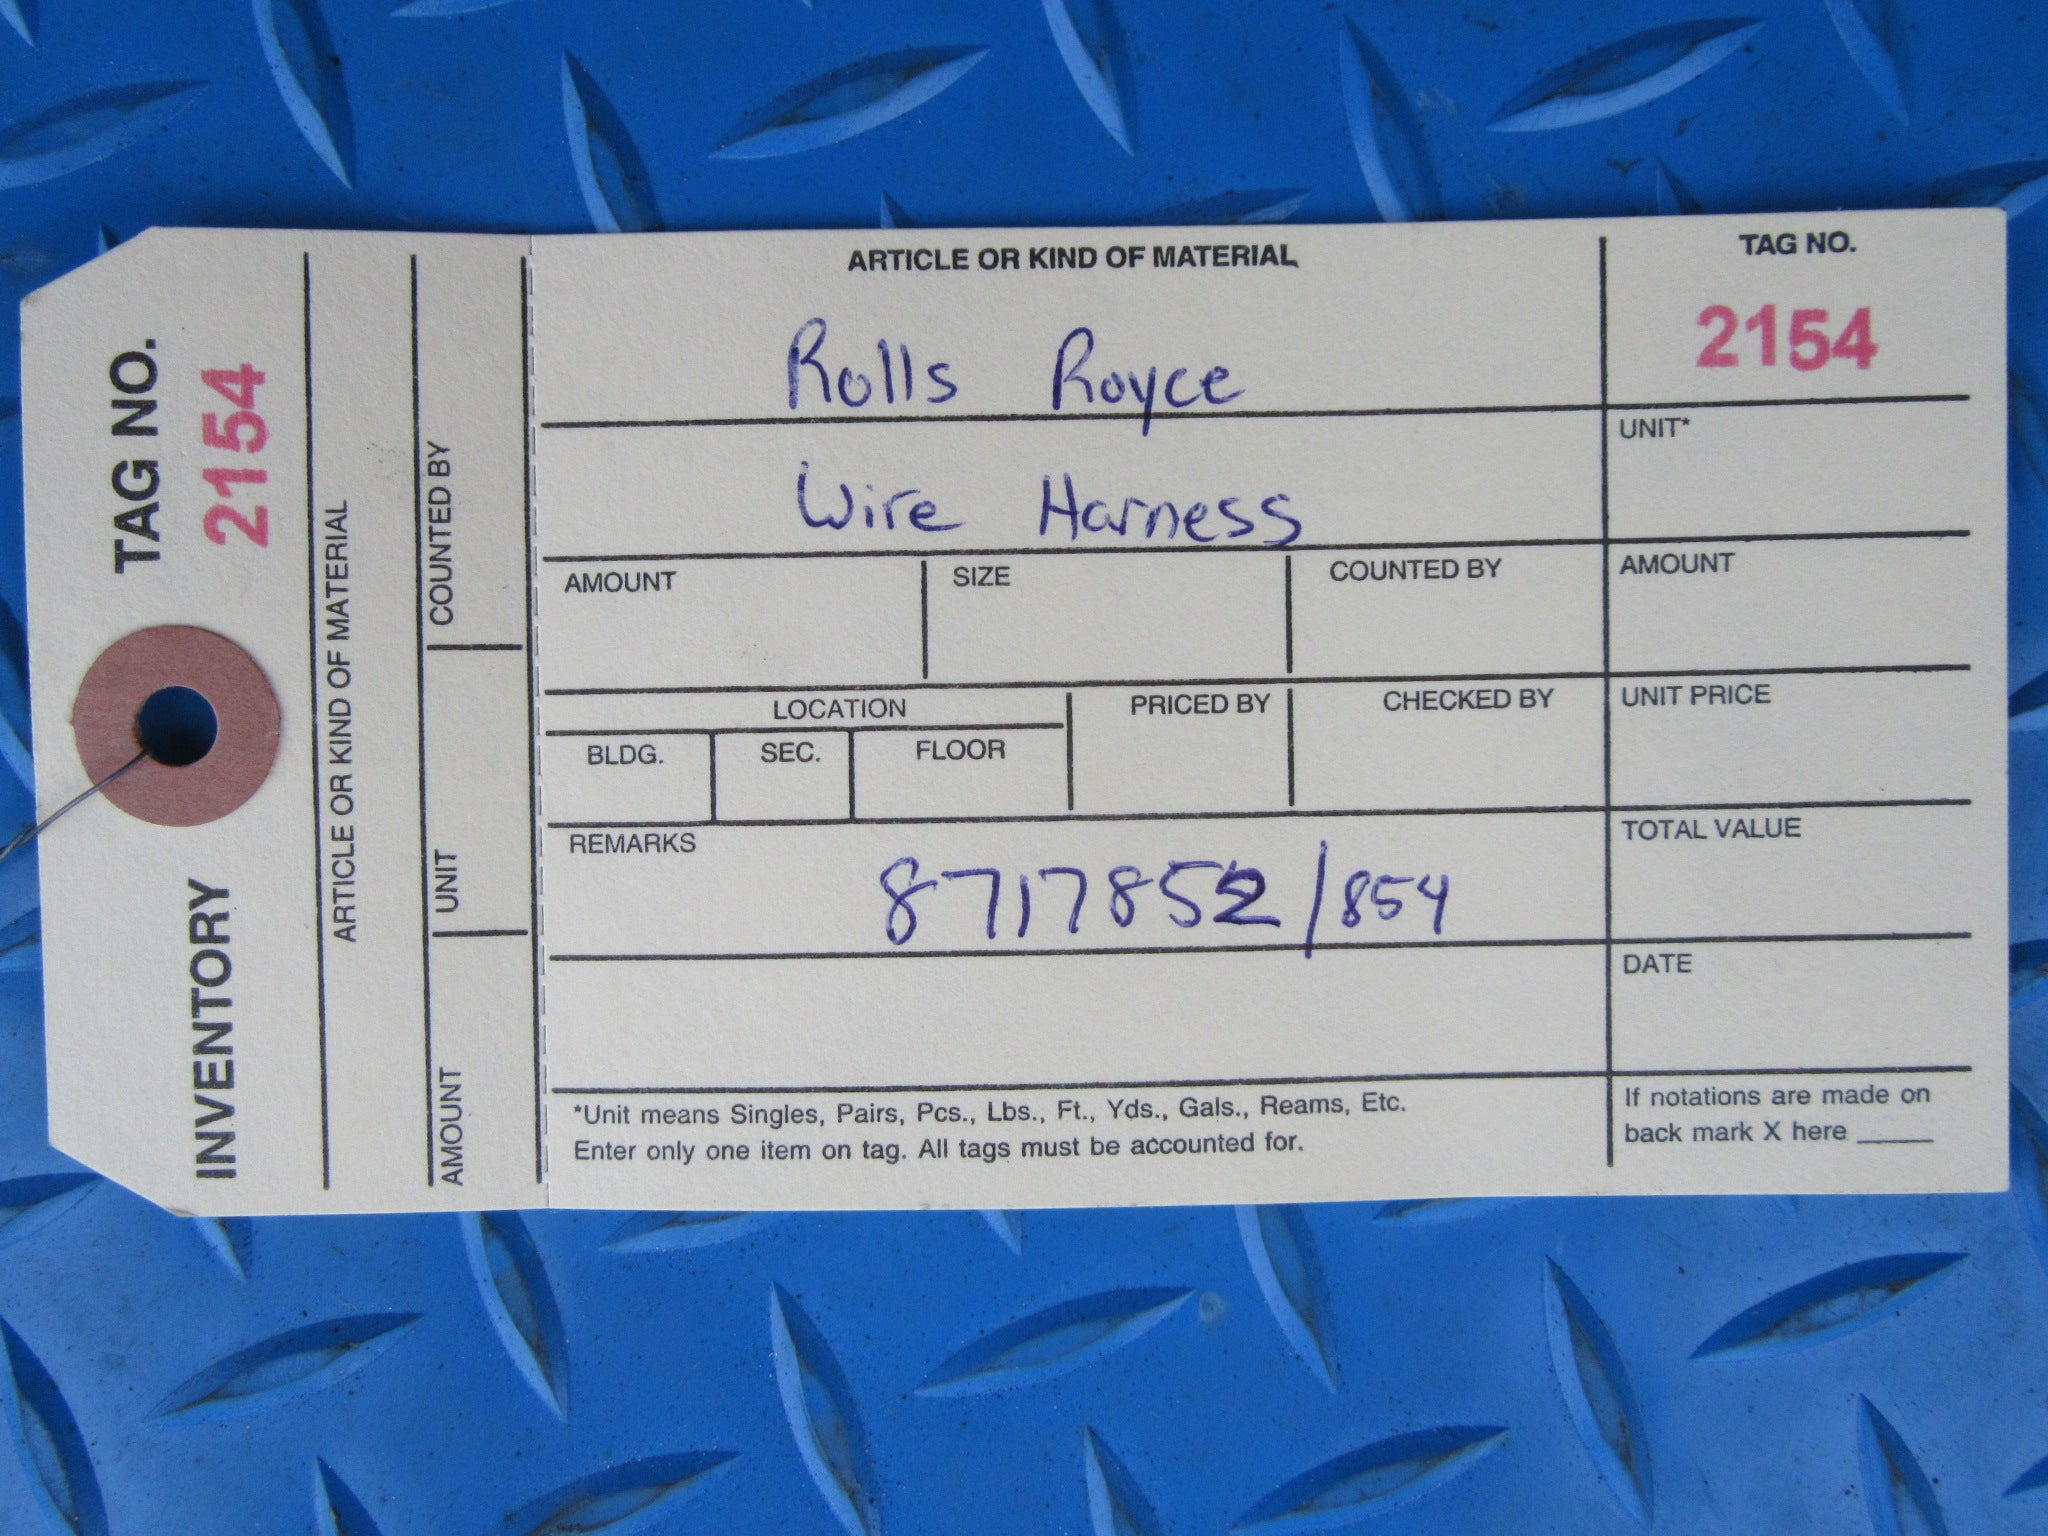 TAG NO.
2154
INVENTORY
ARTICLE OR KIND OF MATERIAL
COUNTED BY
UNIT
AMOUNT
ARTICLE OR KIND OF MATERIAL
TAG NO.
Rolls Royce
2154
Wire Harness
UNIT*
AMOUNT
SIZE
COUNTED BY
AMOUNT
LOCATION
PRICED BY
CHECKED BY
UNIT PRICE
BLDG.
SEC.
FLOOR
REMARKS
8717852/854
TOTAL VALUE
DATE
*Unit means Singles, Pairs, Pcs., Lbs., Ft., Yds., Gals., Reams, Etc.
Enter only one item on tag. All tags must be accounted for.
If notations are made on
back mark X here ____